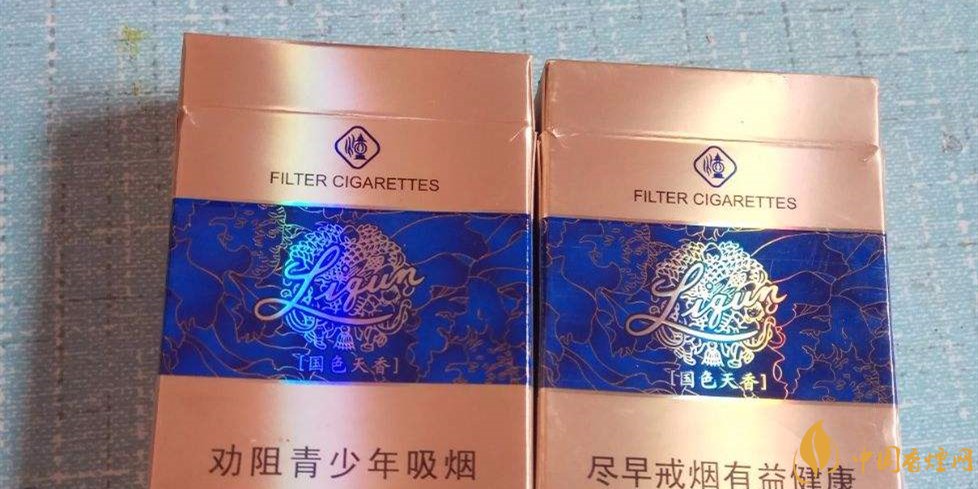 FILTER CIGARETTES
Liqun
[国色天香]
劝阻青少年吸烟
FILTER CIGARETTES
Liqun
[国色天香]
尽早戒烟有益健康
中国香烟网